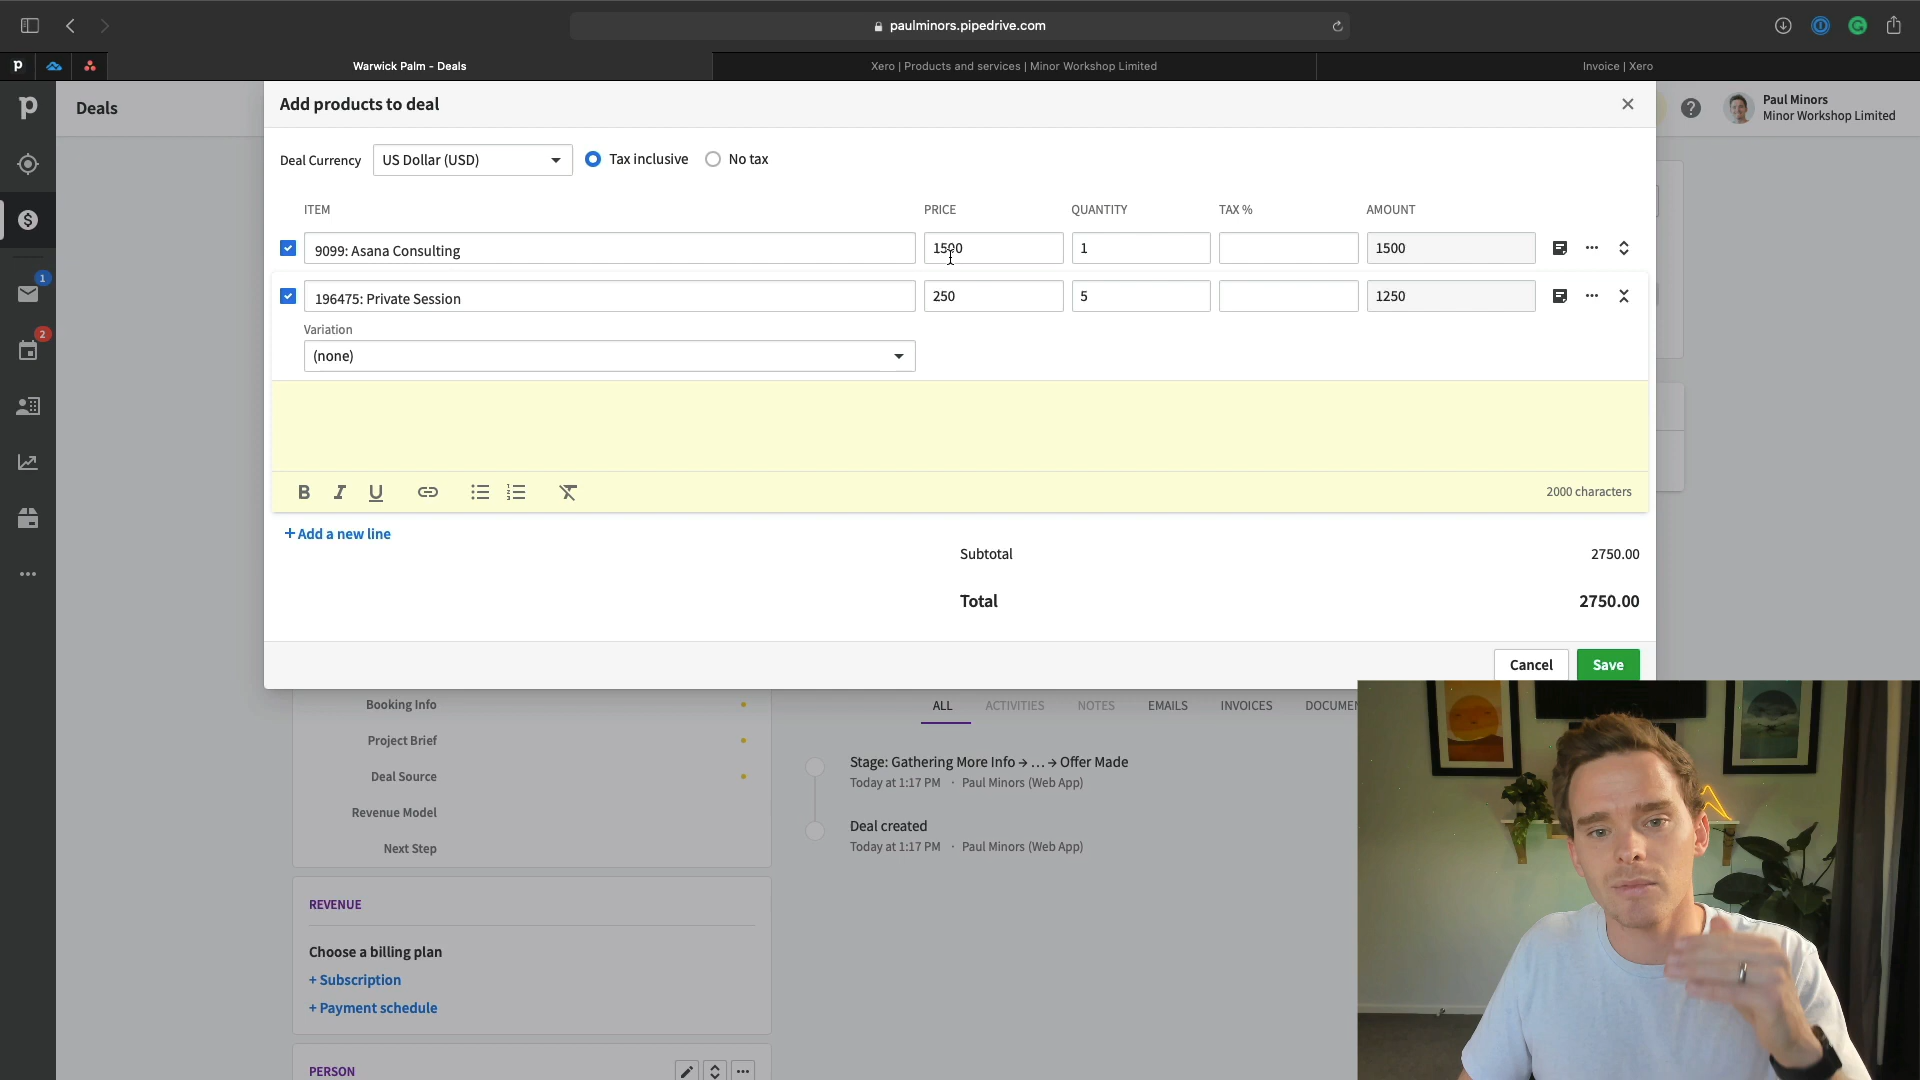 paulminors.pipedrive.com
Warwick Palm - Deals
Xero | Products and services | Minor Workshop Limited
Invoice | Xero
Deals
Add products to deal
Paul Minors
Minor Workshop Limited
Deal Currency
US Dollar (USD)
Tax inclusive
No tax
ITEM
PRICE
QUANTITY
TAX %
AMOUNT
9099: Asana Consulting
1500
1
1500
196475: Private Session
250
5
1250
Variation
(none)
1
2
B I U
2000 characters
+ Add a new line
Subtotal
2750.00
Total
2750.00
Cancel
Save
Booking Info
Project Brief
Deal Source
Revenue Model
Next Step
ALL
ACTIVITIES
NOTES
EMAILS
INVOICES
DOCUMEN
Stage: Gathering More Info → ... → Offer Made
Today at 1:17 PM · Paul Minors (Web App)
Deal created
Today at 1:17 PM · Paul Minors (Web App)
REVENUE
Choose a billing plan
+ Subscription
+ Payment schedule
PERSON